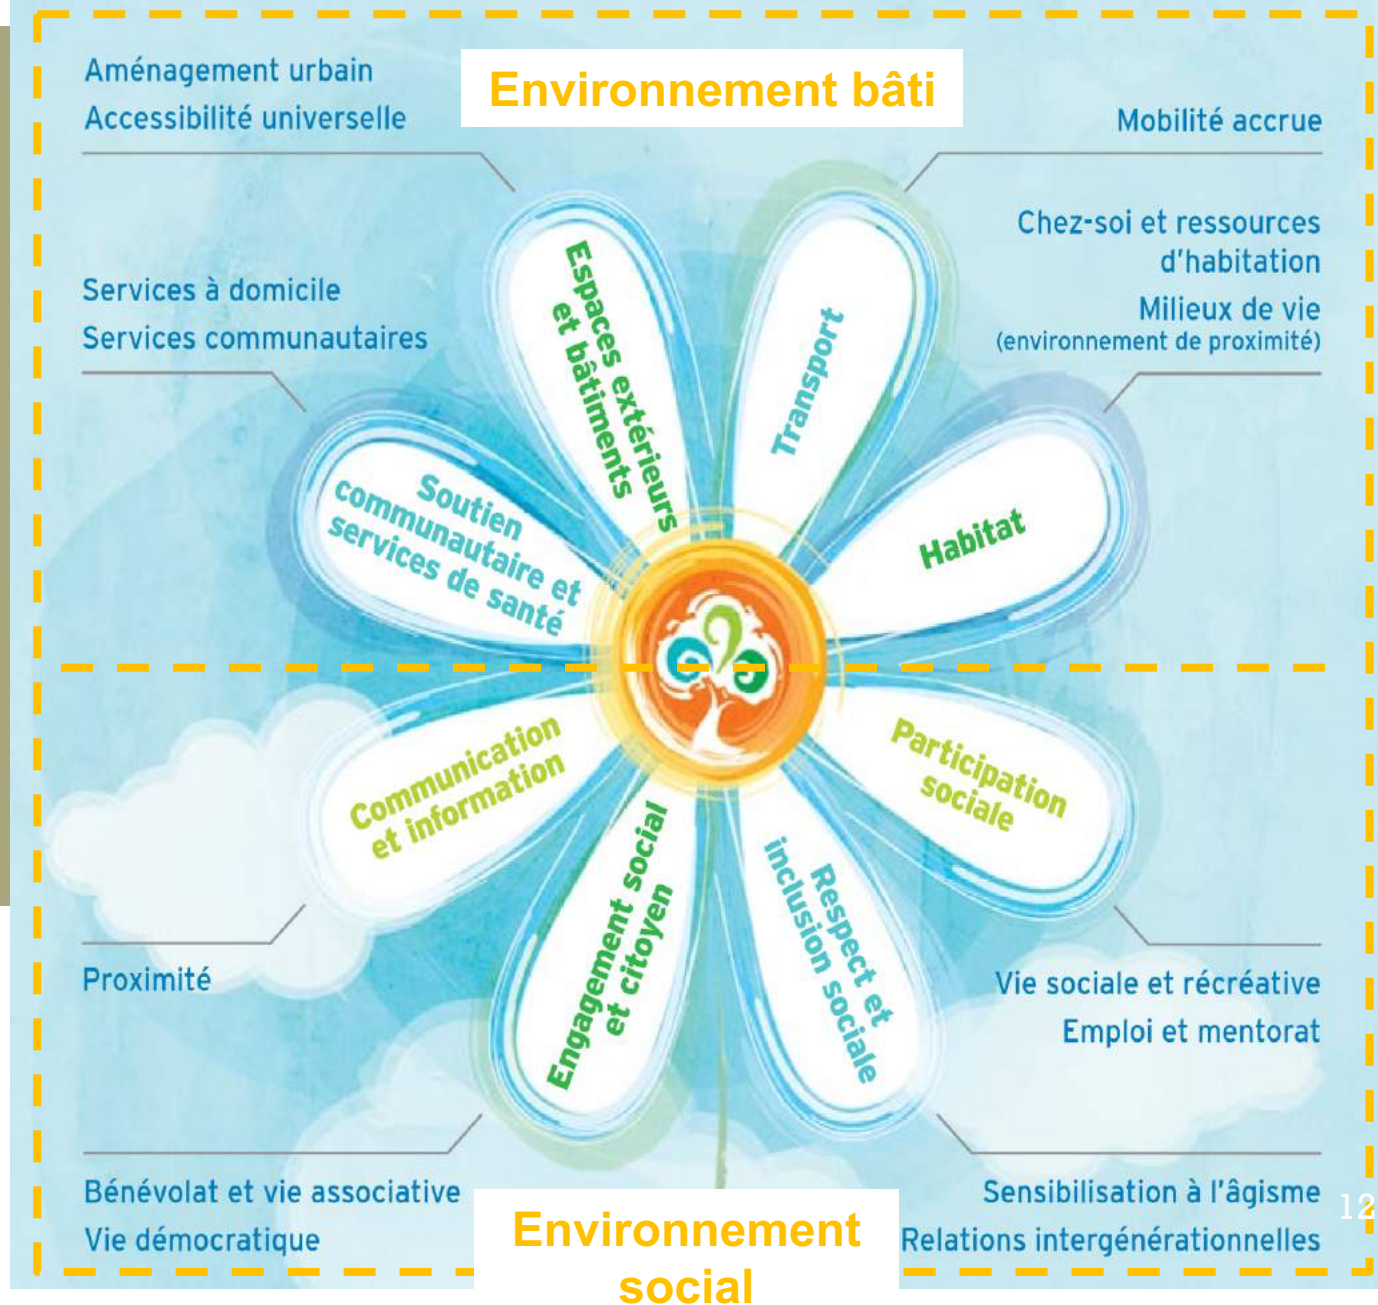 Environnement bâti
Aménagement urbain
Accessibilité universelle
Mobilité accrue
Chez-soi et ressources
d'habitation
Milieux de vie
(environnement de proximité)
Services à domicile
Services communautaires
Espaces extérieurs
et bâtiments
Transport
Soutien
communautaire et
services de santé
Habitat
Communication
et information
Participation
sociale
Engagement social
et citoyen
Respect et
inclusion sociale
Proximité
Vie sociale et récréative
Emploi et mentorat
Bénévolat et vie associative
Vie démocratique
Sensibilisation à l'âgisme
Relations intergénérationnelles
12
Environnement
social